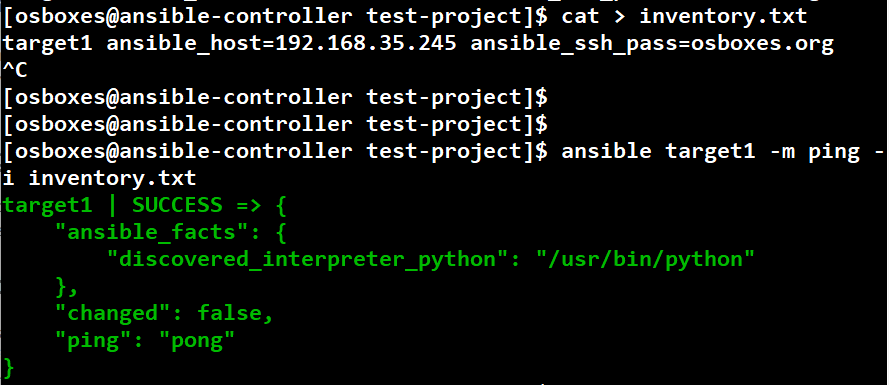 [osboxes@ansible-controller test-project]$ cat > inventory.txt
target1 ansible_host=192.168.35.245 ansible_ssh_pass=osboxes.org
^C
[osboxes@ansible-controller test-project]$
[osboxes@ansible-controller test-project]$
[osboxes@ansible-controller test-project]$ ansible target1 -m ping -
i inventory.txt
target1 | SUCCESS => {
    "ansible_facts": {
        "discovered_interpreter_python": "/usr/bin/python"
    },
    "changed": false,
    "ping": "pong"
}